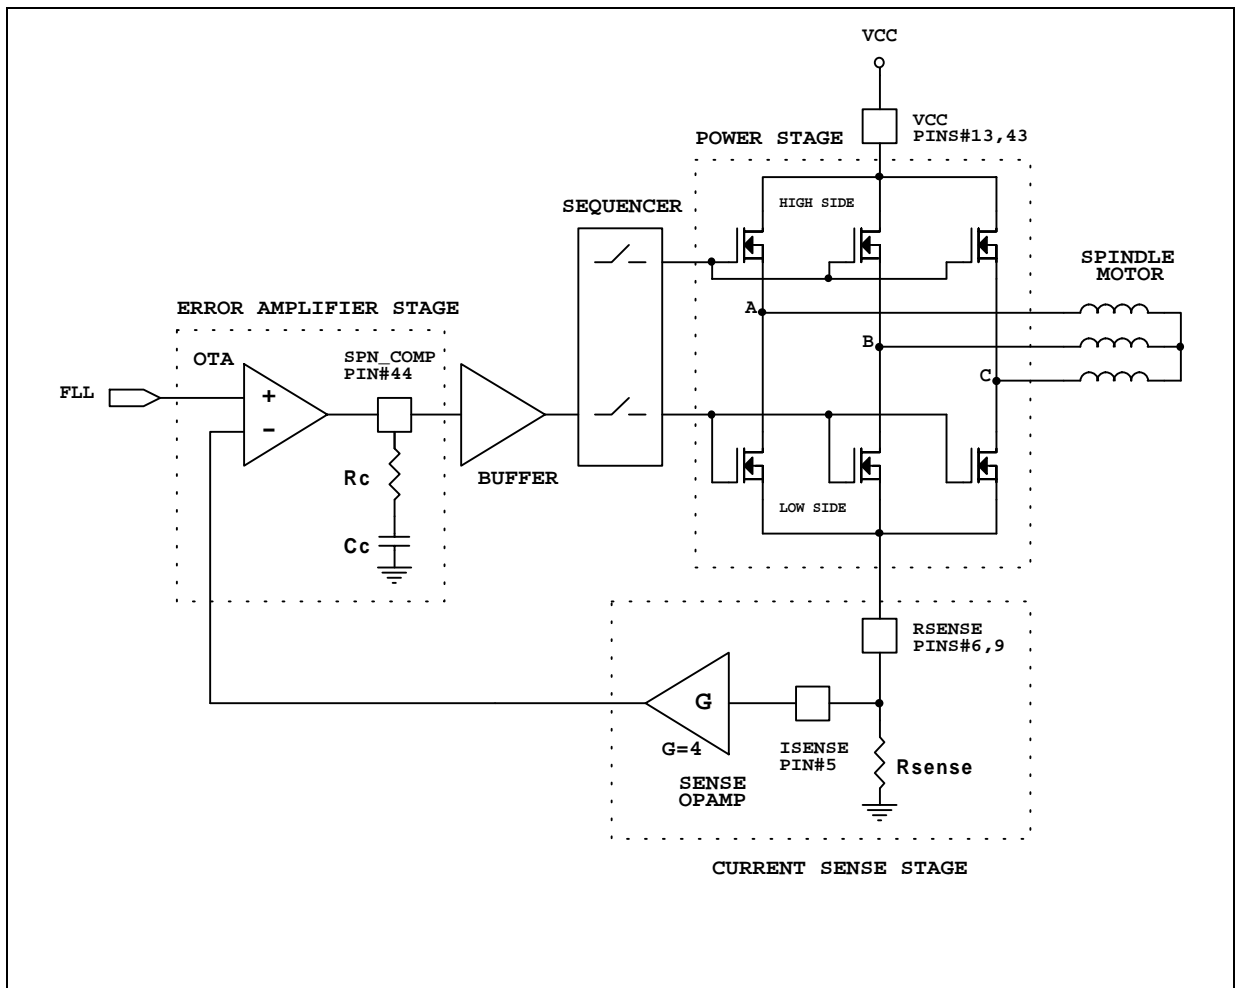 VCC
VCC
PINS#13,43
POWER STAGE
HIGH SIDE
SEQUENCER
SPINDLE
MOTOR
ERROR AMPLIFIER STAGE
A
OTA
SPN_COMP
PIN#44
B
C
FLL
+
-
BUFFER
Rc
LOW SIDE
Cc
RSENSE
PINS#6,9
G
G=4
ISENSE
PIN#5
Rsense
SENSE
OPAMP
CURRENT SENSE STAGE